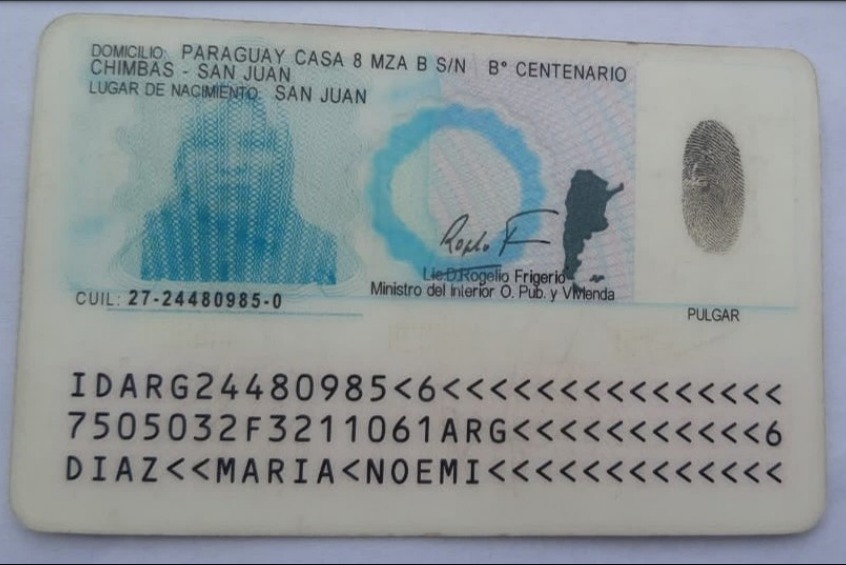 DOMICILIO: PARAGUAY CASA 8 MZA B S/N B° CENTENARIO
CHIMBAS - SAN JUAN
LUGAR DE NACIMIENTO: SAN JUAN
Lic.D.Rogelio Frigerio
Ministro del Interior O. Pub. y Vivienda
CUIL: 27-24480985-0
PULGAR
IDARG24480985<6<<<<<<<<<<<<<<<
7505032F3211061ARG<<<<<<<<<<<6
DIAZ<<MARIA<NOEMI<<<<<<<<<<<<<